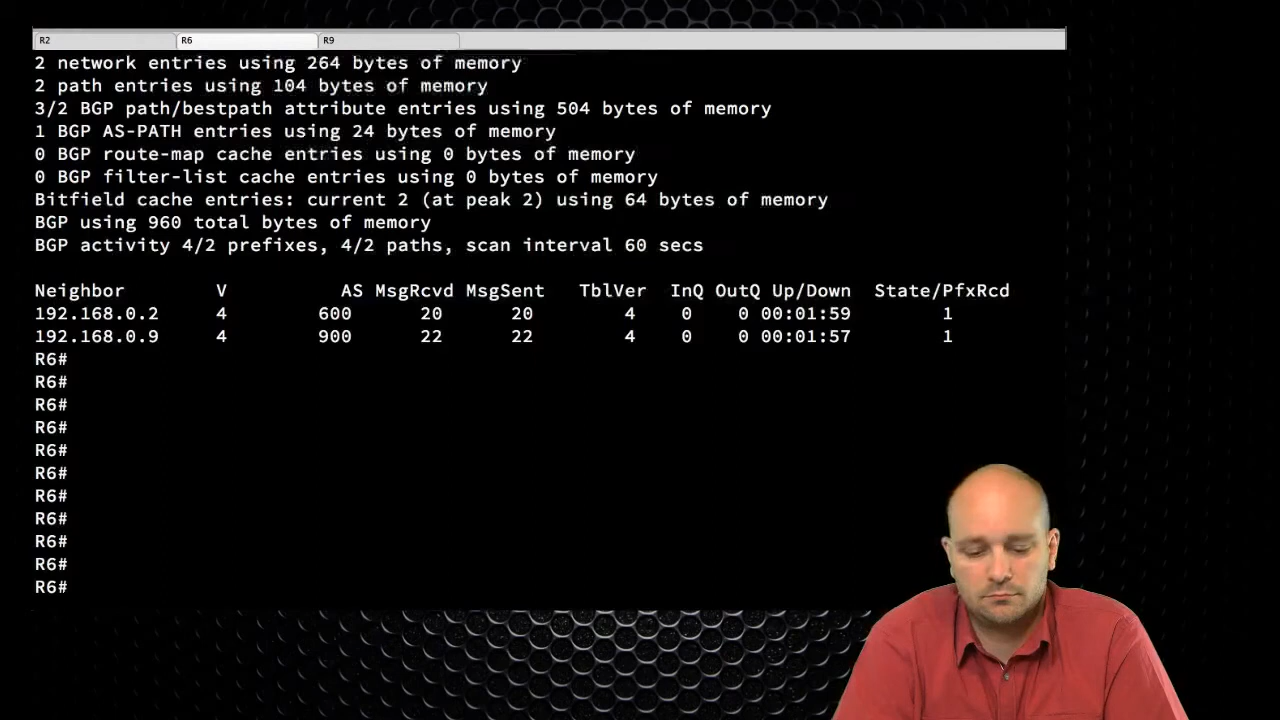 R2 R6 R9
2 network entries using 264 bytes of memory
2 path entries using 104 bytes of memory
3/2 BGP path/bestpath attribute entries using 504 bytes of memory
1 BGP AS-PATH entries using 24 bytes of memory
0 BGP route-map cache entries using 0 bytes of memory
0 BGP filter-list cache entries using 0 bytes of memory
Bitfield cache entries: current 2 (at peak 2) using 64 bytes of memory
BGP using 960 total bytes of memory
BGP activity 4/2 prefixes, 4/2 paths, scan interval 60 secs
Neighbor V AS MsgRcvd MsgSent TblVer InQ OutQ Up/Down State/PfxRcd
192.168.0.2 4 600 20 20 4 0 0 00:01:59 1
192.168.0.9 4 900 22 22 4 0 0 00:01:57 1
R6#
R6#
R6#
R6#
R6#
R6#
R6#
R6#
R6#
R6#
R6#